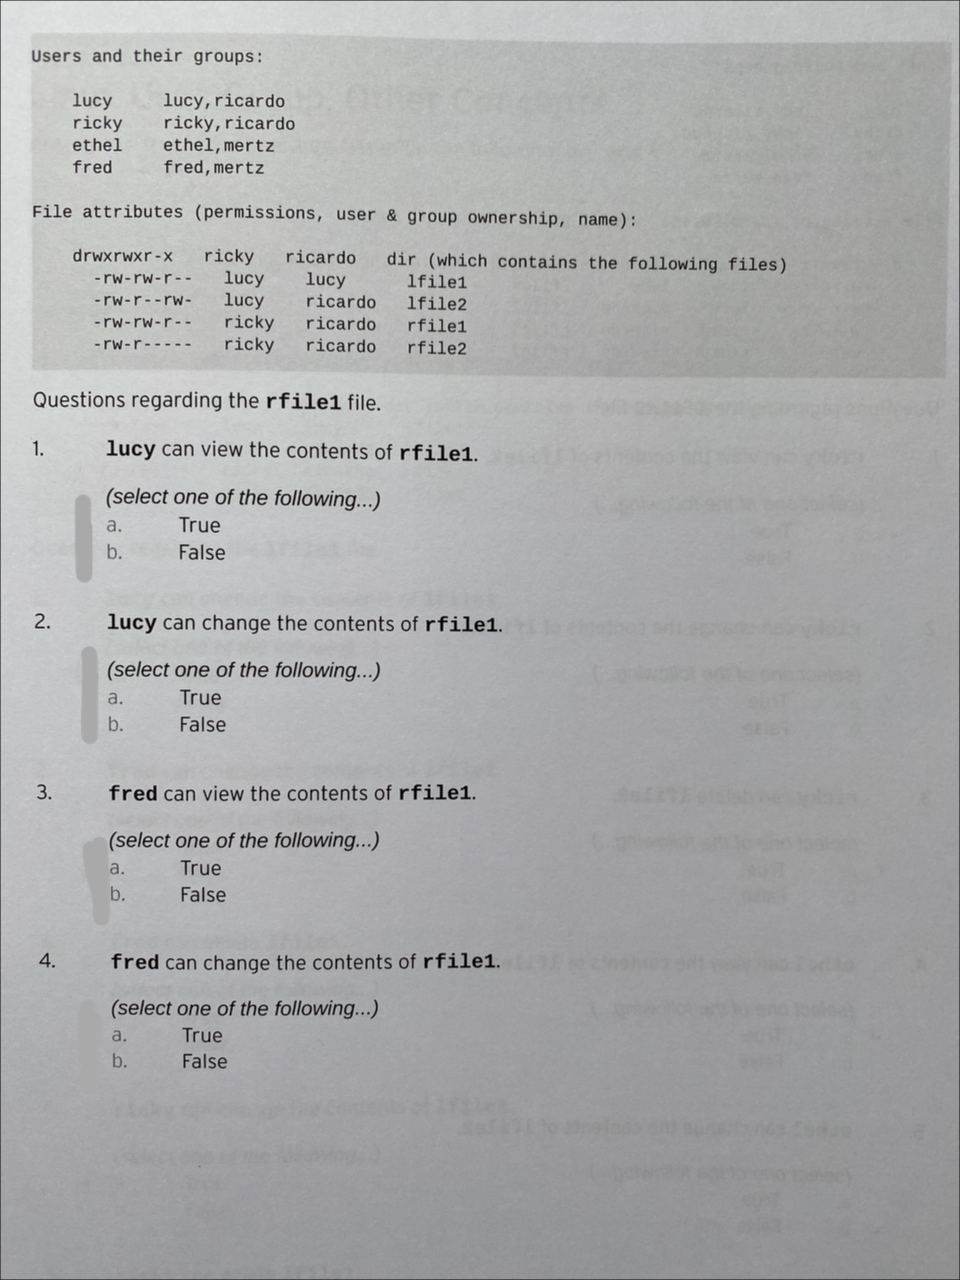 Users and their groups:
lucy lucy,ricardo
ricky ricky,ricardo
ethel ethel,mertz
fred fred,mertz
File attributes (permissions, user & group ownership, name):
drwxrwxr-x ricky ricardo dir (which contains the following files)
-rw-rw-r-- lucy lucy lfile1
-rw-r--rw- lucy ricardo lfile2
-rw-rw-r-- ricky ricardo rfile1
-rw-r----- ricky ricardo rfile2
Questions regarding the rfile1 file.
1. lucy can view the contents of rfile1.
(select one of the following...)
a. True
b. False
2. lucy can change the contents of rfile1.
(select one of the following...)
a. True
b. False
3. fred can view the contents of rfile1.
(select one of the following...)
a. True
b. False
4. fred can change the contents of rfile1.
(select one of the following...)
a. True
b. False